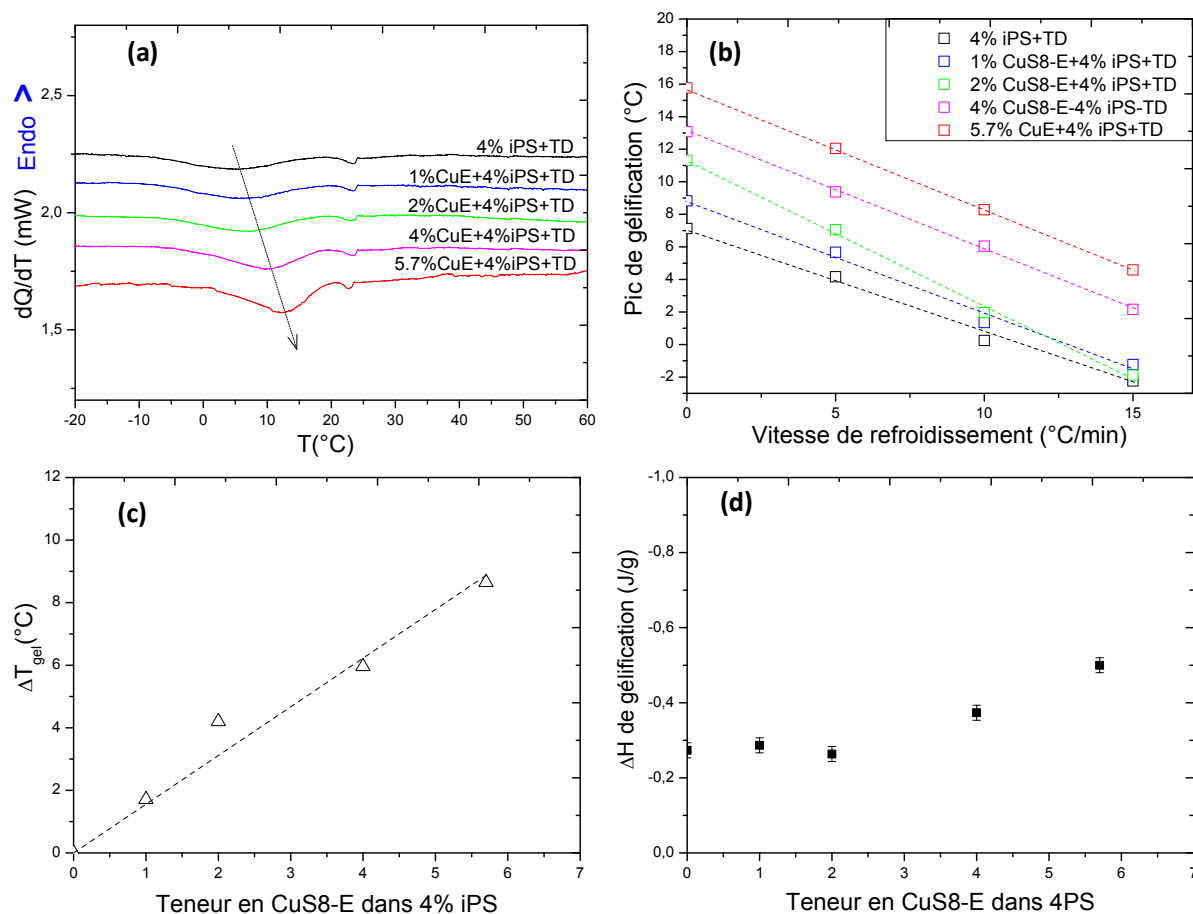 (a)
Endo >
dQ/dT (mW)
2,5
2,0
1,5
4% iPS+TD
1%CuE+4%iPS+TD
2%CuE+4%iPS+TD
4%CuE+4%iPS+TD
5.7%CuE+4%iPS+TD
-20 -10 0 10 20 30 40 50 60
T(°C)
(b)
Pic de gélification (°C)
20
18
16
14
12
10
8
6
4
2
0
-2
4% iPS+TD
1% CuS8-E+4% iPS+TD
2% CuS8-E+4% iPS+TD
4% CuS8-E-4% iPS-TD
5.7% CuE+4% iPS+TD
0 5 10 15
Vitesse de refroidissement (°C/min)
(c)
ΔTgel(°C)
12
10
8
6
4
2
0
0 1 2 3 4 5 6 7
Teneur en CuS8-E dans 4% iPS
(d)
ΔH de gélification (J/g)
-1,0
-0,8
-0,6
-0,4
-0,2
0,0
0 1 2 3 4 5 6 7
Teneur en CuS8-E dans 4PS